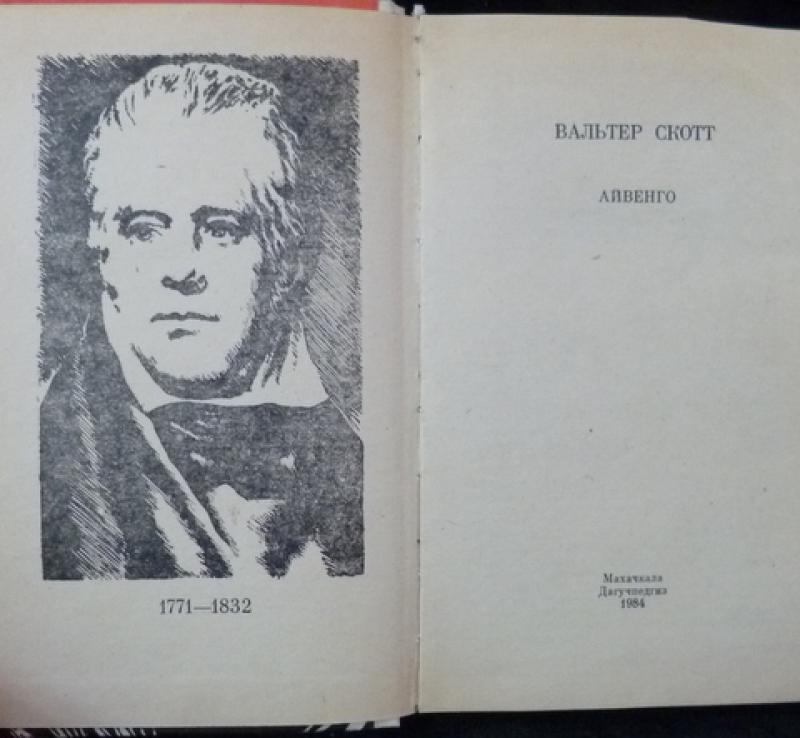 1771—1832
ВАЛЬТЕР СКОТТ
АЙВЕНГО
Махачкала
Дагучпедгиз
1984